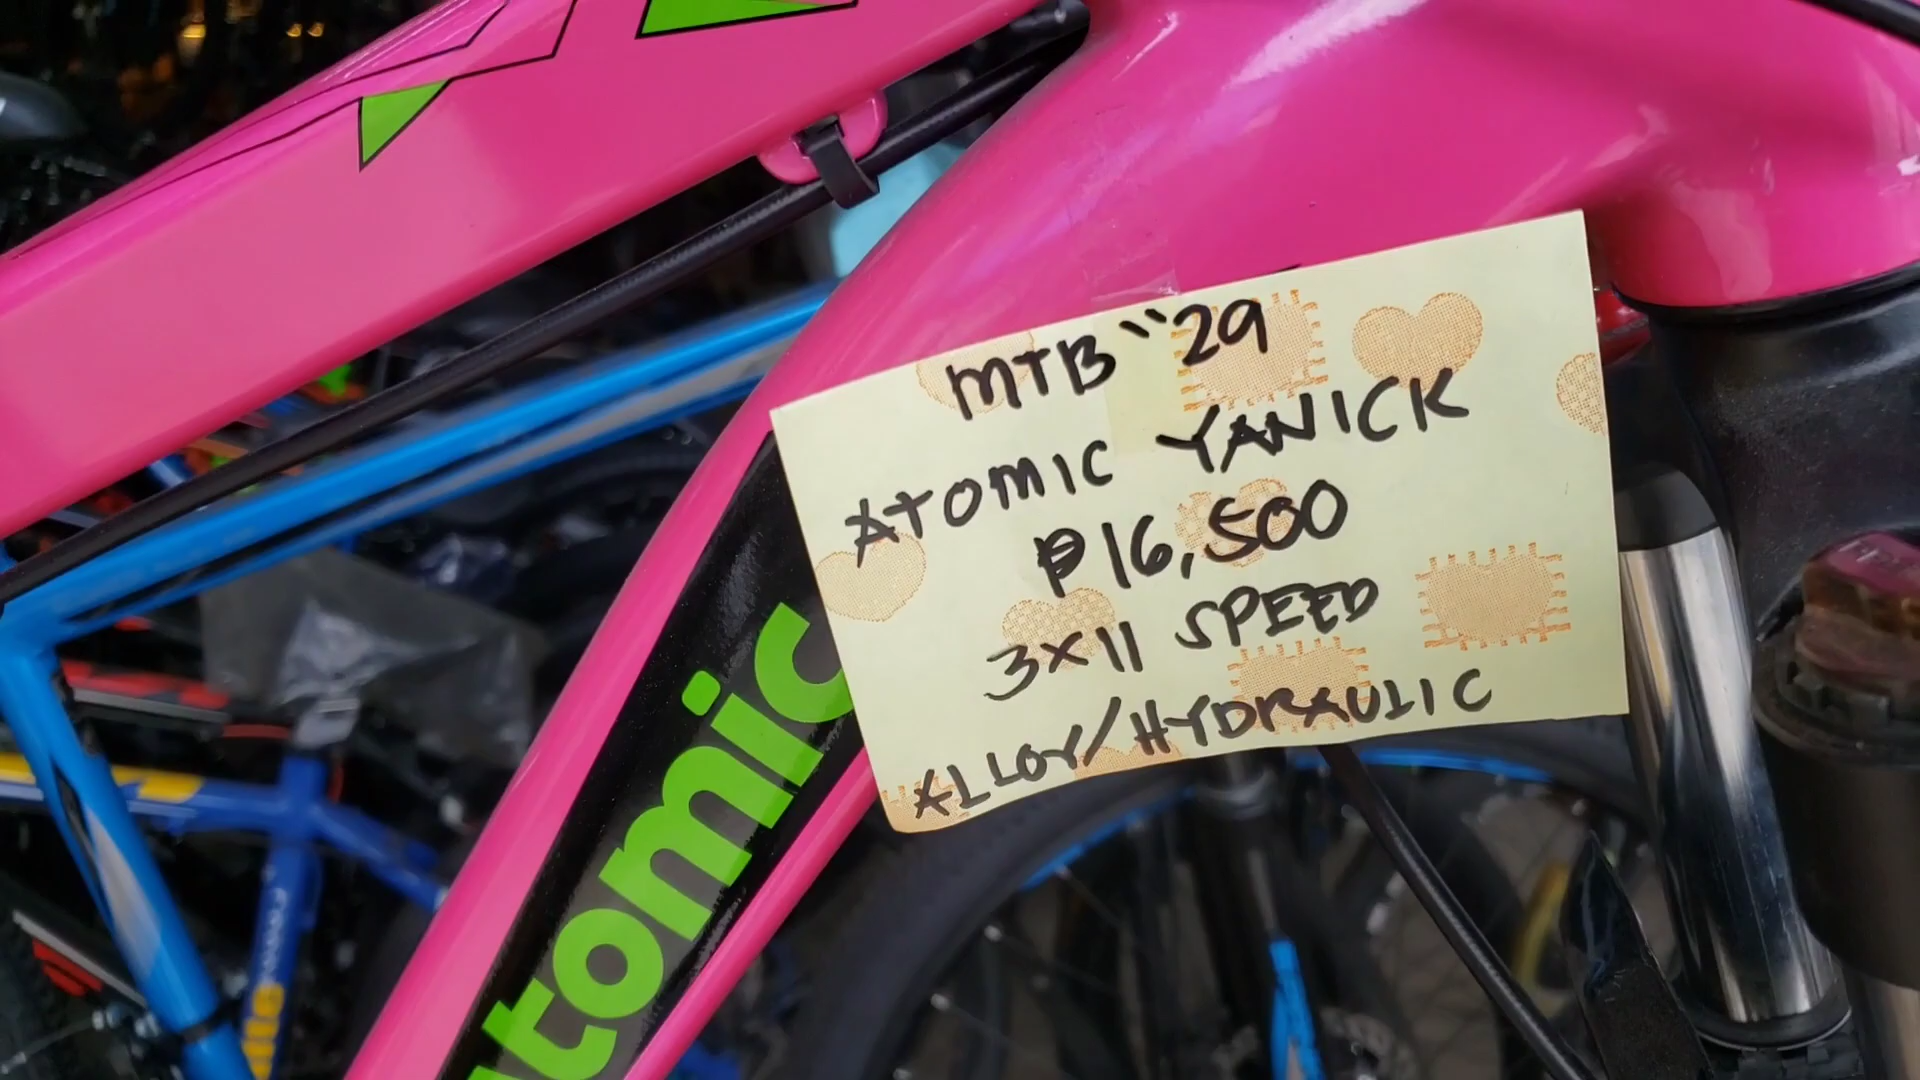 MTB "29
ATOMIC YANICK
₱16,500
3x11 SPEED
ALLOY/HYDRAULIC
atomic